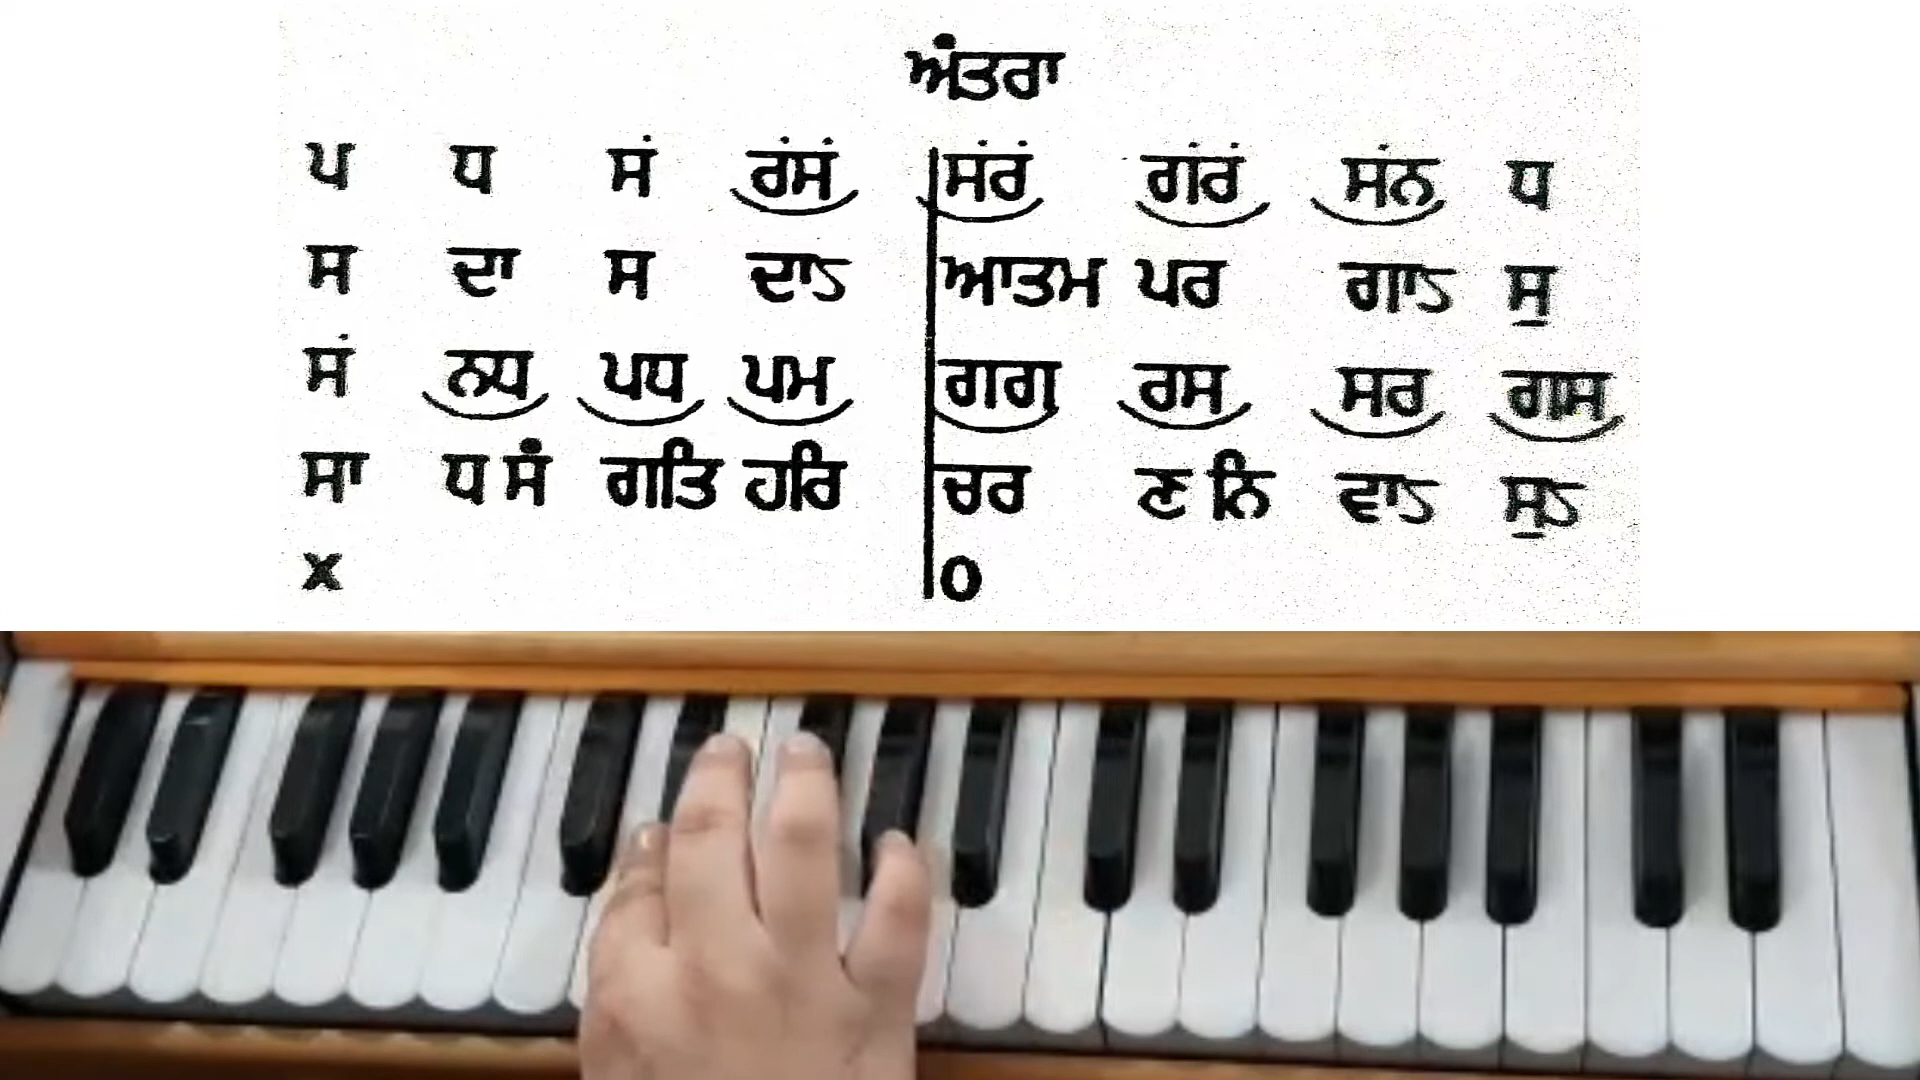 ਅੰਤਰਾ
ਪ ਧ ਸੰ ਰੰਸੰ ਸੰਰੰ ਗੰਰੰ ਸੰਨ ਧ
ਸ ਦਾ ਸ ਦਾऽ ਆਤਮ ਪਰ ਗਾऽ ਸੁ
ਸੰ ਨਧ ਪਧ ਪਮ ਗਗੁ ਰਸ ਸਰ ਗਸ
ਸਾ ਧ ਸੰ ਗਤਿ ਹਰਿ ਚਰ ਣ ਨਿ ਵਾऽ ਸੁऽ
x 0